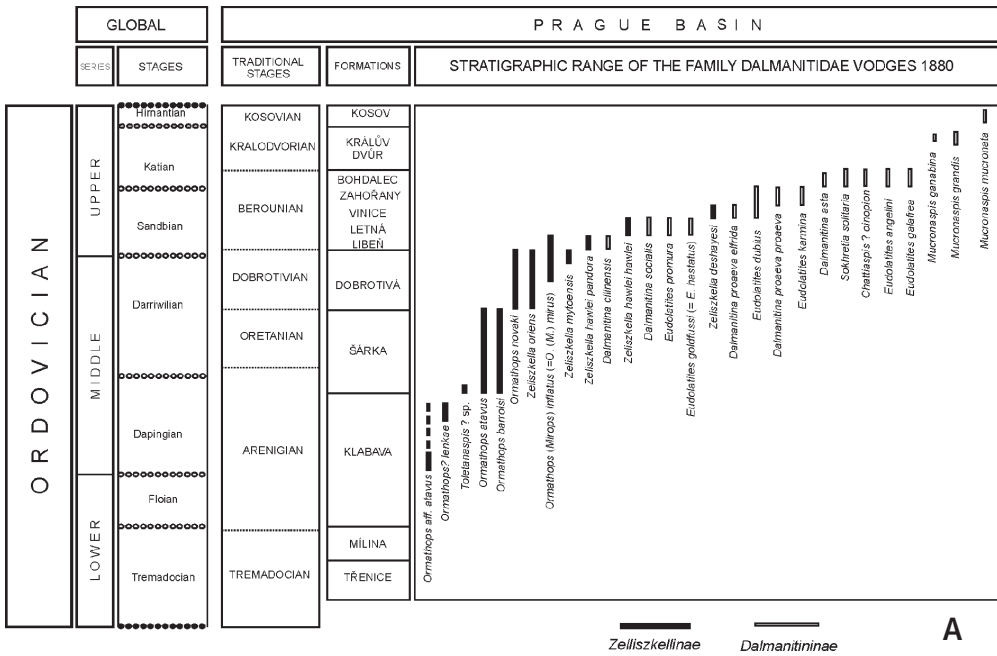 GLOBAL
PRAGUE BASIN
SERIES
STAGES
TRADITIONAL
STAGES
FORMATIONS
STRATIGRAPHIC RANGE OF THE FAMILY DALMANITIDAE VODGES 1880
ORDOVICIAN
UPPER
MIDDLE
LOWER
Hirnantian
Katian
Sandbian
Darriwilian
Dapingian
Floian
Tremadocian
KOSOVIAN
KRALODVORIAN
BEROUNIAN
DOBROTIVIAN
ORETANIAN
ARENIGIAN
TREMADOCIAN
KOSOV
KRÁLŮV
DVŮR
BOHDALEC
ZAHOŘANY
VINICE
LETNÁ
LIBEŇ
DOBROTIVÁ
ŠÁRKA
KLABAVA
MÍLINA
TŘENICE
Ormathops aff. atavus
Ormathops? lenkae
Toletanaspis ? sp.
Ormathops atavus
Ormathops barroisi
Ormathops novaki
Zeliszkella oriens
Ormathops (Mirops) inflatus (=O. (M.) mirus)
Zeliszkella mytoensis
Zeliszkella hawlei pandora
Dalmanitina cilinensis
Zeliszkella hawlei hawlei
Dalmanitina socialis
Eudolatites promura
Eudolatites goldfussi (= E. hastatus)
Zeliszkella deshayesi
Dalmanitina proaeva elfrida
Eudolatites dubius
Dalmanitina proaeva proaeva
Eudolatites karmina
Dalmanitina asta
Sokhretia solitaria
Chattiaspis ? cinopion
Eudolatites angelini
Eudolatites galafrea
Mucronaspis ganabina
Mucronaspis grandis
Mucronaspis mucronata
Zeliszkellinae
Dalmanitininae
A